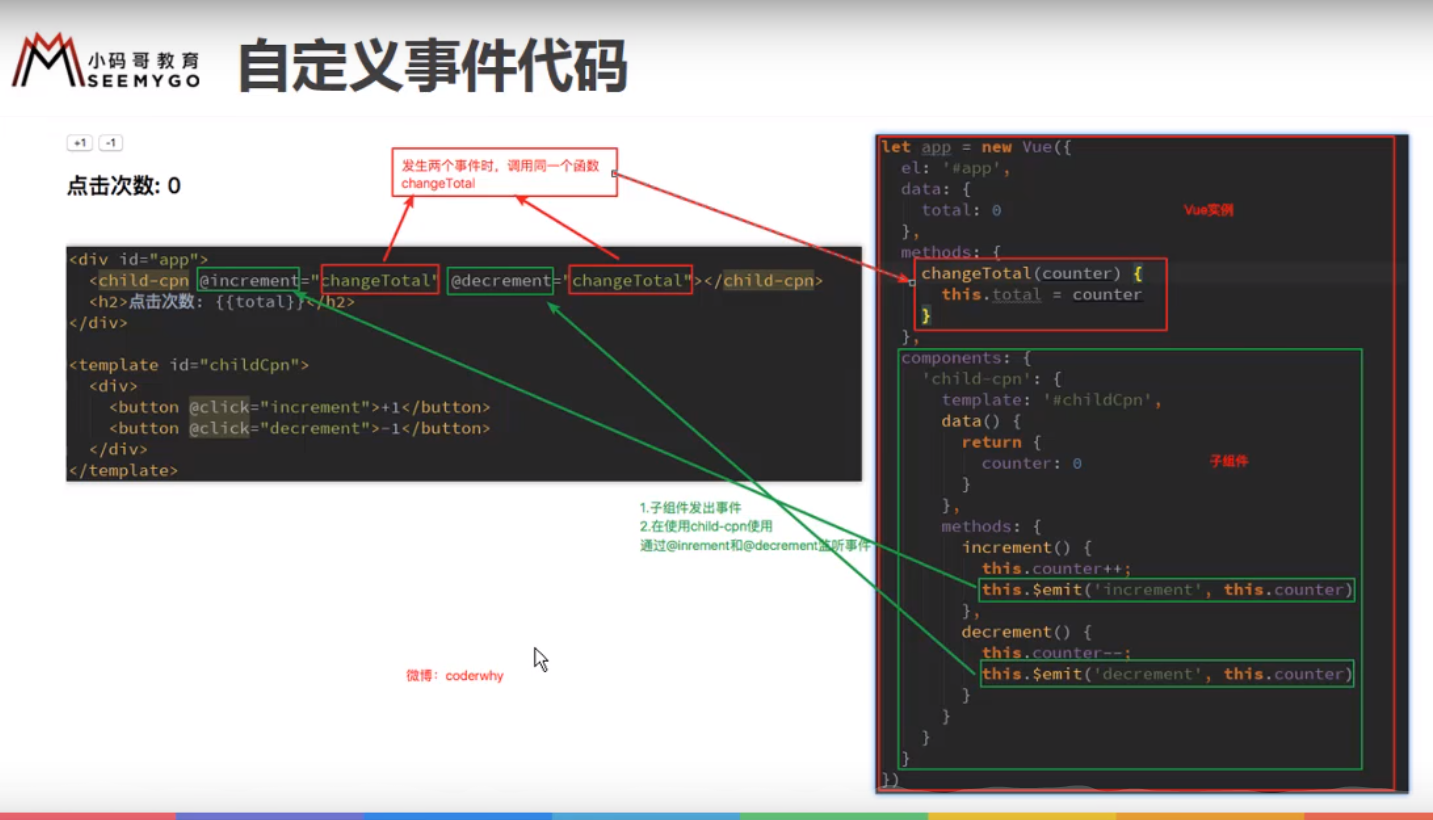 小码哥教育
SEEMYGO
自定义事件代码
+1 -1
点击次数: 0
发生两个事件时，调用同一个函数
changeTotal
<div id="app">
<child-cpn @increment="changeTotal" @decrement="changeTotal"></child-cpn>
<h2>点击次数: {{total}}</h2>
</div>
<template id="childCpn">
<div>
<button @click="increment">+1</button>
<button @click="decrement">-1</button>
</div>
</template>
1.子组件发出事件
2.在使用child-cpn使用
通过@inrement和@decrement监听事件
微博：coderwhy
let app = new Vue({
el: '#app',
data: {
total: 0
},
Vue实例
methods: {
changeTotal(counter) {
this.total = counter
}
},
components: {
'child-cpn': {
template: '#childCpn',
data() {
return {
counter: 0
}
},
子组件
methods: {
increment() {
this.counter++;
this.$emit('increment', this.counter)
},
decrement() {
this.counter--;
this.$emit('decrement', this.counter)
}
}
}
}
})